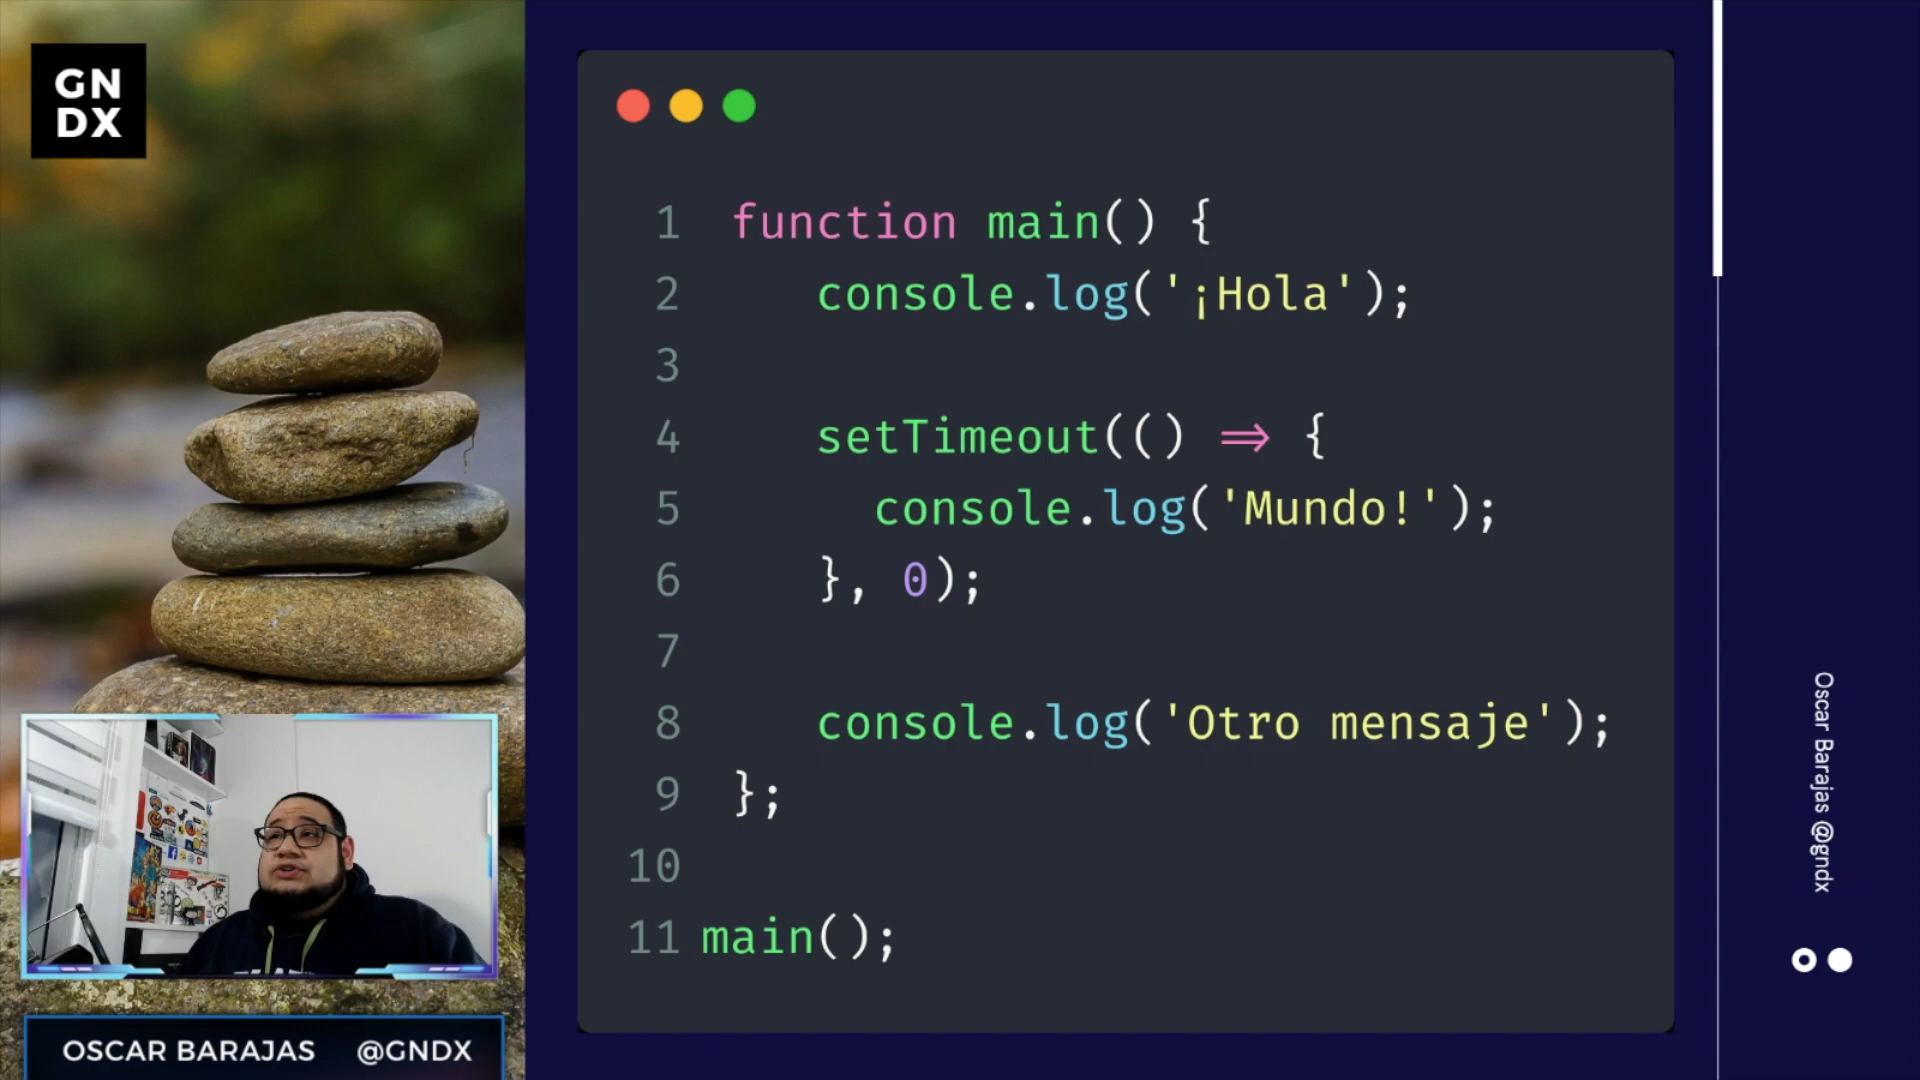 GN
DX
1 function main() {
2 console.log('¡Hola');
3
4 setTimeout(() => {
5 console.log('Mundo!');
6 }, 0);
7
8 console.log('Otro mensaje');
9 };
10
11 main();
Oscar Barajas @gndx
OSCAR BARAJAS @GNDX